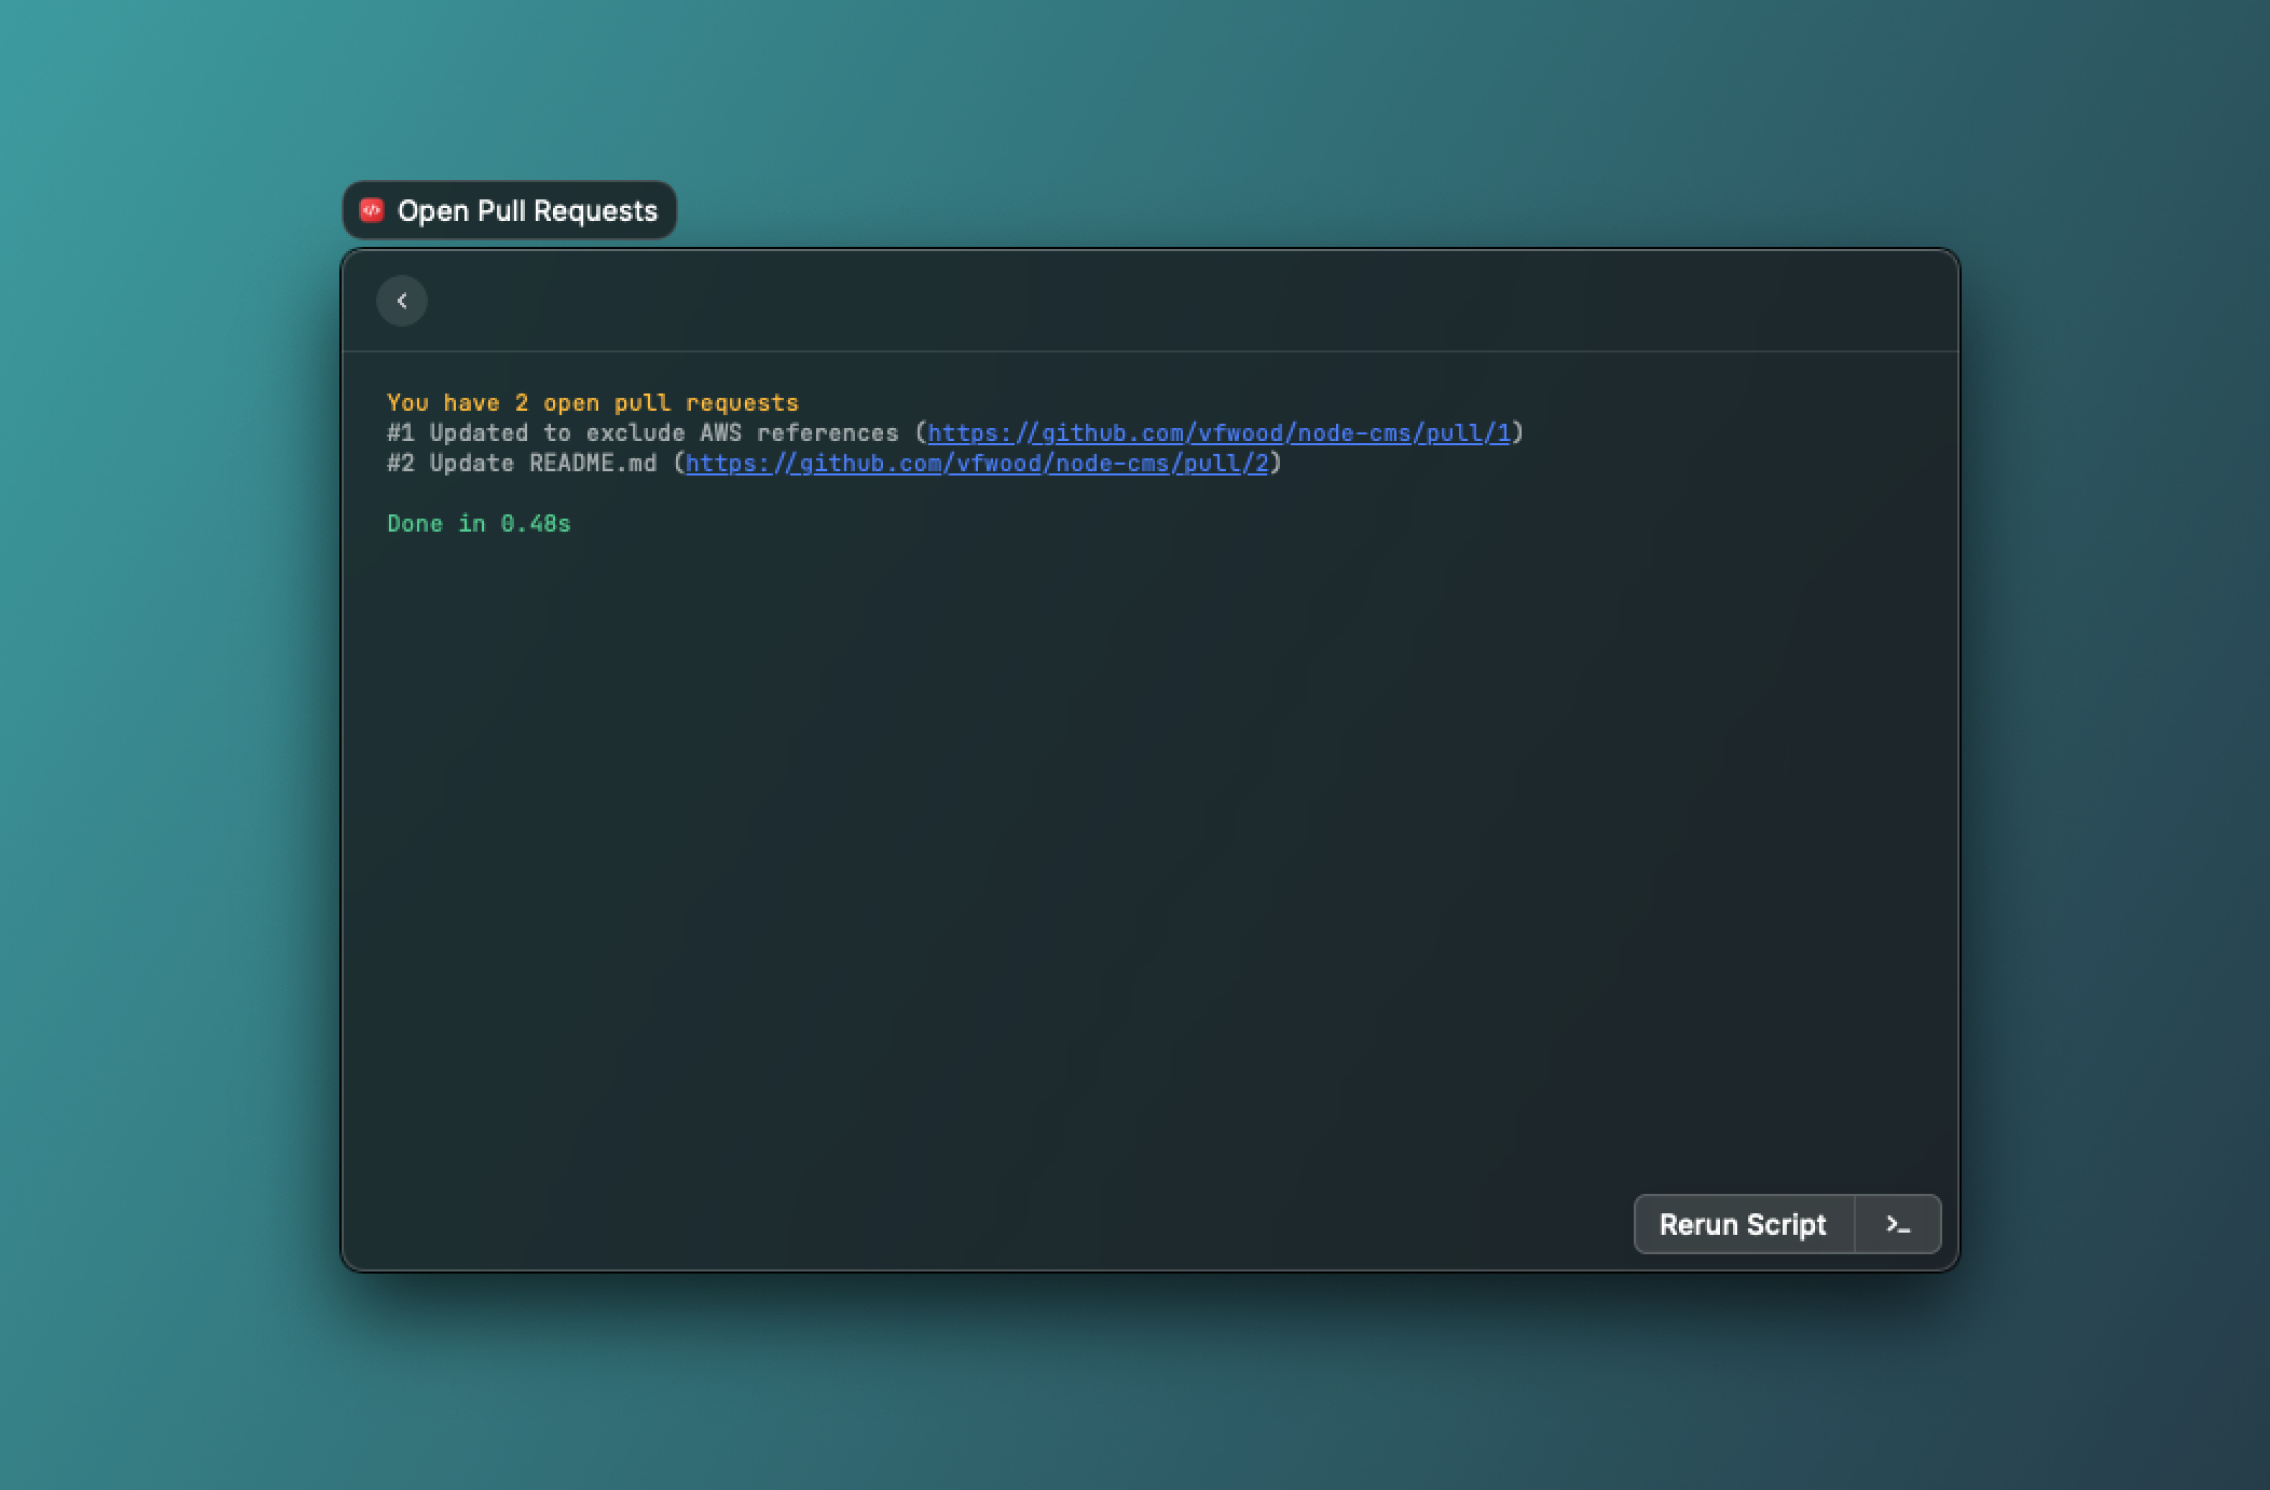 Open Pull Requests
You have 2 open pull requests
#1 Updated to exclude AWS references (https://github.com/vfwood/node-cms/pull/1)
#2 Update README.md (https://github.com/vfwood/node-cms/pull/2)
Done in 0.48s
Rerun Script >_